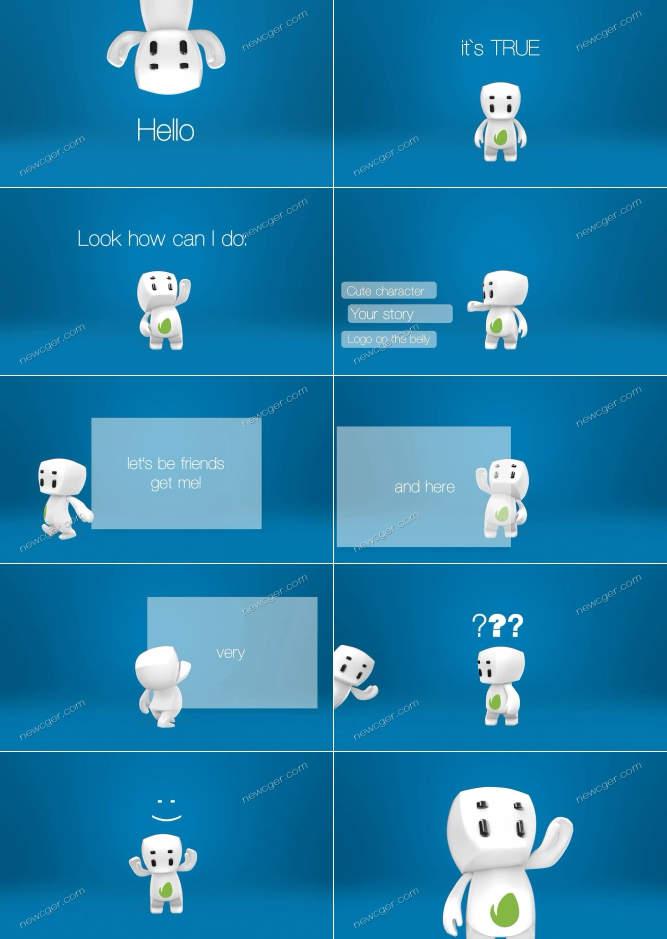 newcger.com
Hello
newcger.com
newcger.com
it`s TRUE
newcger.com
newcger.com
Look how can I do:
newcger.com
newcger.com
Cute character
Your story
Logo on the belly
newcger.com
newcger.com
let's be friends
get me!
newcger.com
newcger.com
and here
newcger.com
newcger.com
very
newcger.com
newcger.com
????
newcger.com
newcger.com
newcger.com
newcger.com
newcger.com